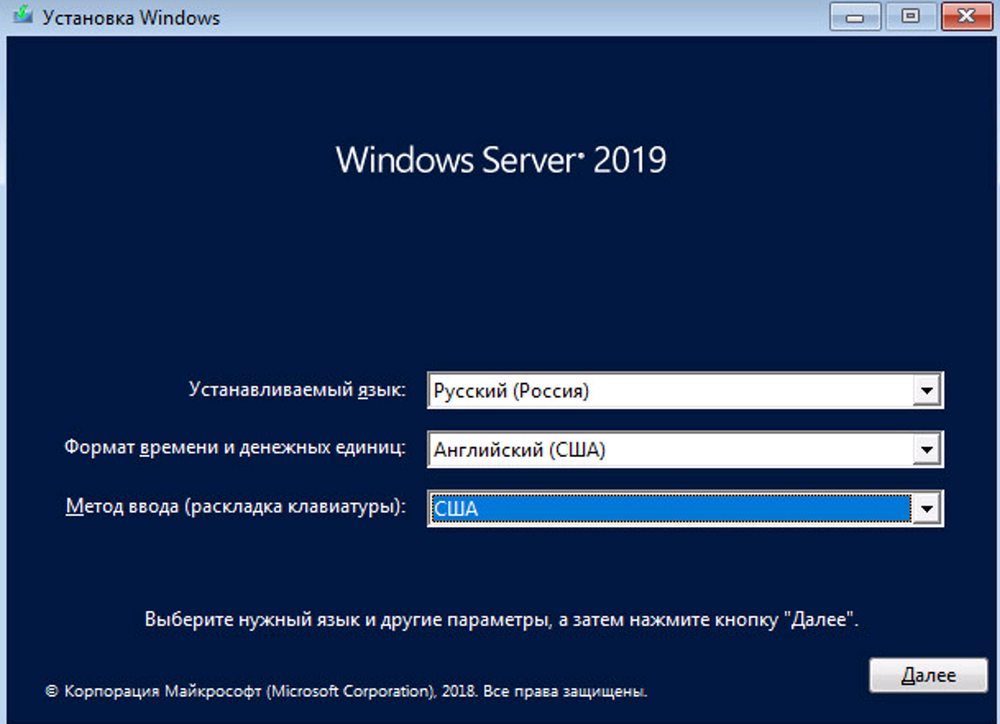 Установка Windows
Windows Server® 2019
Устанавливаемый язык: Русский (Россия)
Формат времени и денежных единиц: Английский (США)
Метод ввода (раскладка клавиатуры): США
Выберите нужный язык и другие параметры, а затем нажмите кнопку "Далее".
Далее
© Корпорация Майкрософт (Microsoft Corporation), 2018. Все права защищены.